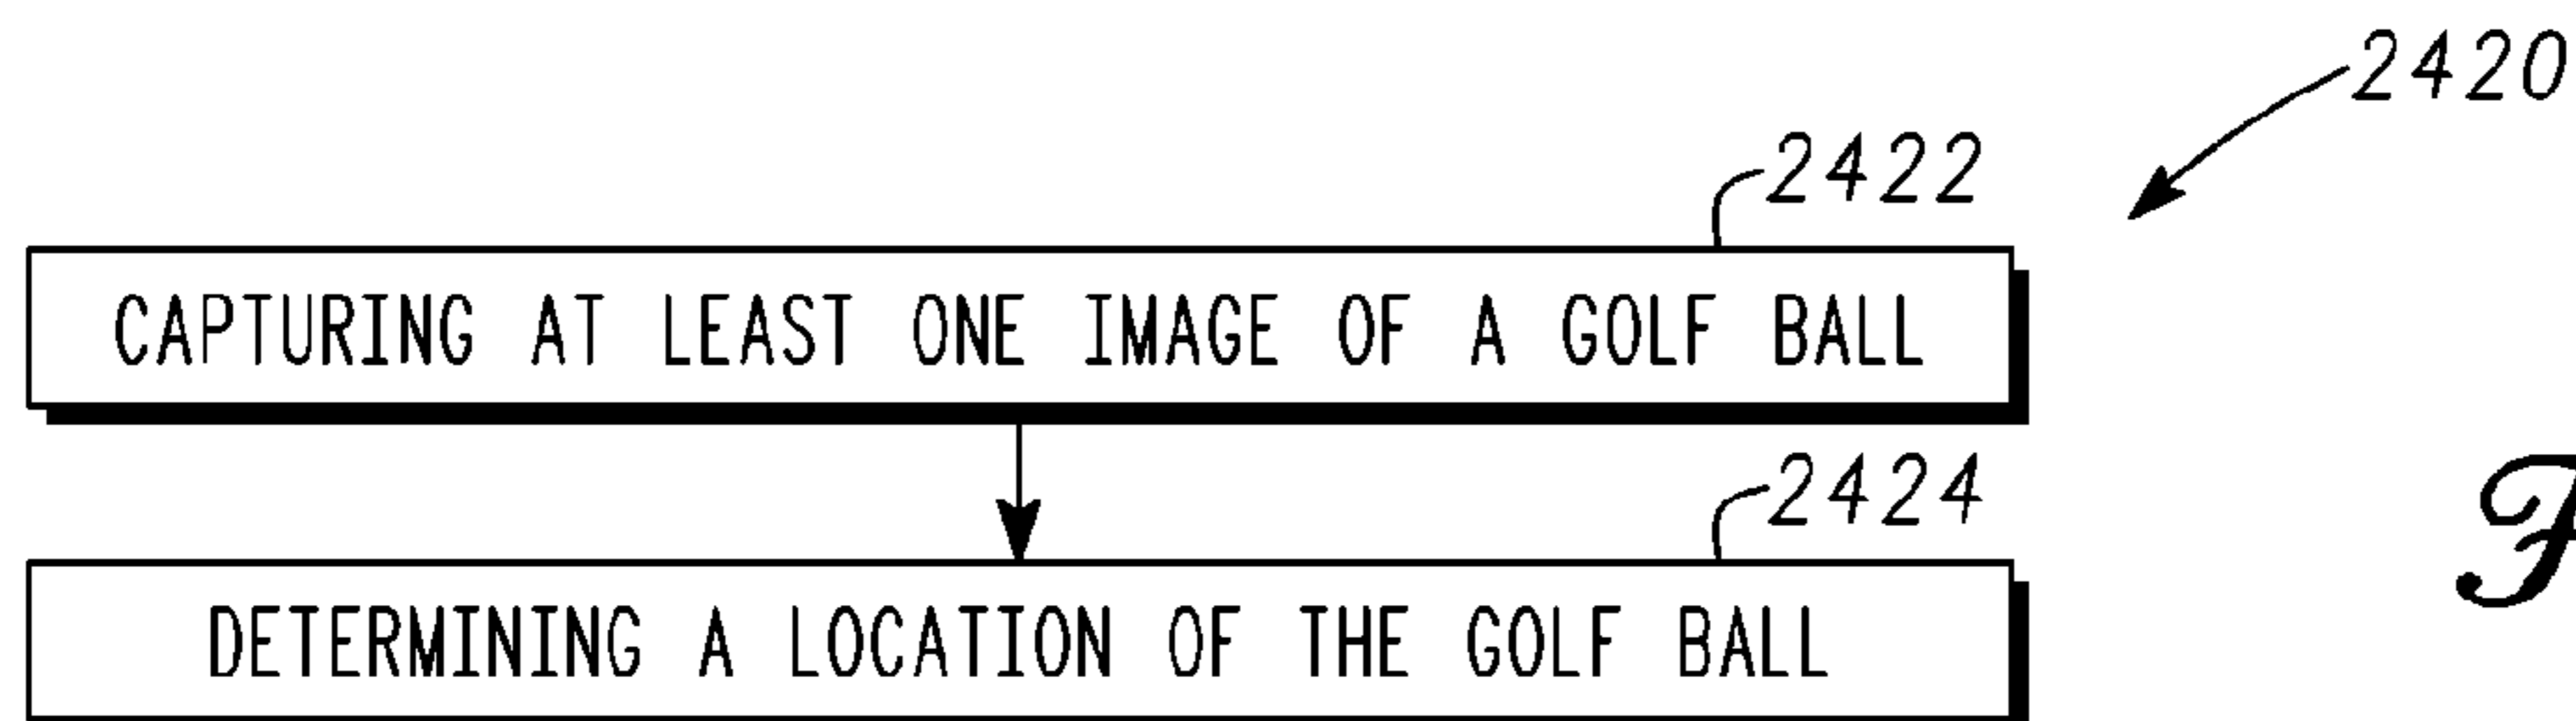 2420
2422
CAPTURING AT LEAST ONE IMAGE OF A GOLF BALL
2424
DETERMINING A LOCATION OF THE GOLF BALL